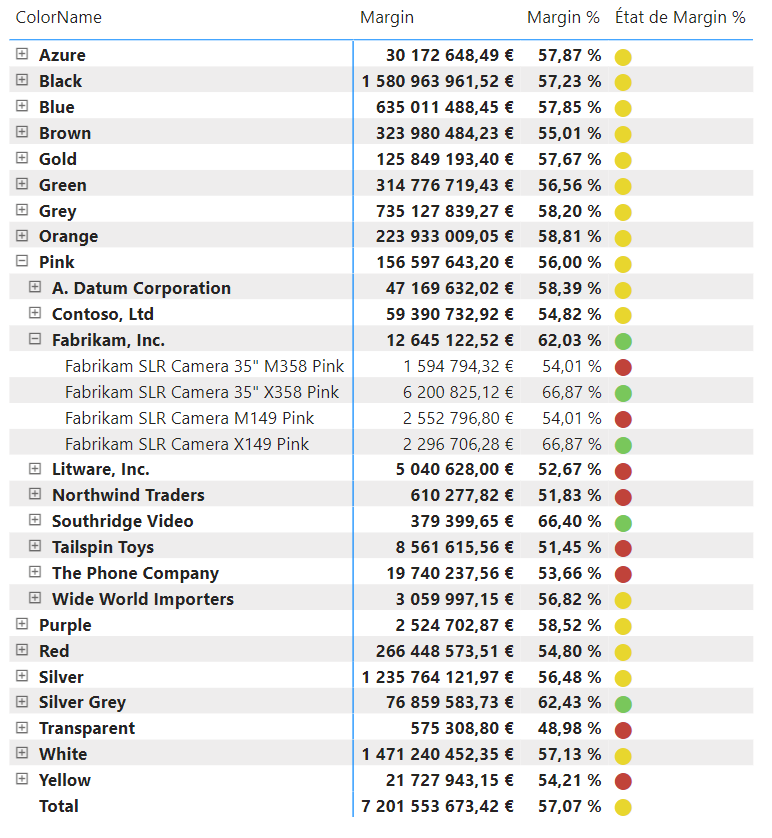 ColorName Margin Margin % État de Margin %
Azure 30 172 648,49 € 57,87 %
Black 1 580 963 961,52 € 57,23 %
Blue 635 011 488,45 € 57,85 %
Brown 323 980 484,23 € 55,01 %
Gold 125 849 193,40 € 57,67 %
Green 314 776 719,43 € 56,56 %
Grey 735 127 839,27 € 58,20 %
Orange 223 933 009,05 € 58,81 %
Pink 156 597 643,20 € 56,00 %
A. Datum Corporation 47 169 632,02 € 58,39 %
Contoso, Ltd 59 390 732,92 € 54,82 %
Fabrikam, Inc. 12 645 122,52 € 62,03 %
Fabrikam SLR Camera 35" M358 Pink 1 594 794,32 € 54,01 %
Fabrikam SLR Camera 35" X358 Pink 6 200 825,12 € 66,87 %
Fabrikam SLR Camera M149 Pink 2 552 796,80 € 54,01 %
Fabrikam SLR Camera X149 Pink 2 296 706,28 € 66,87 %
Litware, Inc. 5 040 628,00 € 52,67 %
Northwind Traders 610 277,82 € 51,83 %
Southridge Video 379 399,65 € 66,40 %
Tailspin Toys 8 561 615,56 € 51,45 %
The Phone Company 19 740 237,56 € 53,66 %
Wide World Importers 3 059 997,15 € 56,82 %
Purple 2 524 702,87 € 58,52 %
Red 266 448 573,51 € 54,80 %
Silver 1 235 764 121,97 € 56,48 %
Silver Grey 76 859 583,73 € 62,43 %
Transparent 575 308,80 € 48,98 %
White 1 471 240 452,35 € 57,13 %
Yellow 21 727 943,15 € 54,21 %
Total 7 201 553 673,42 € 57,07 %